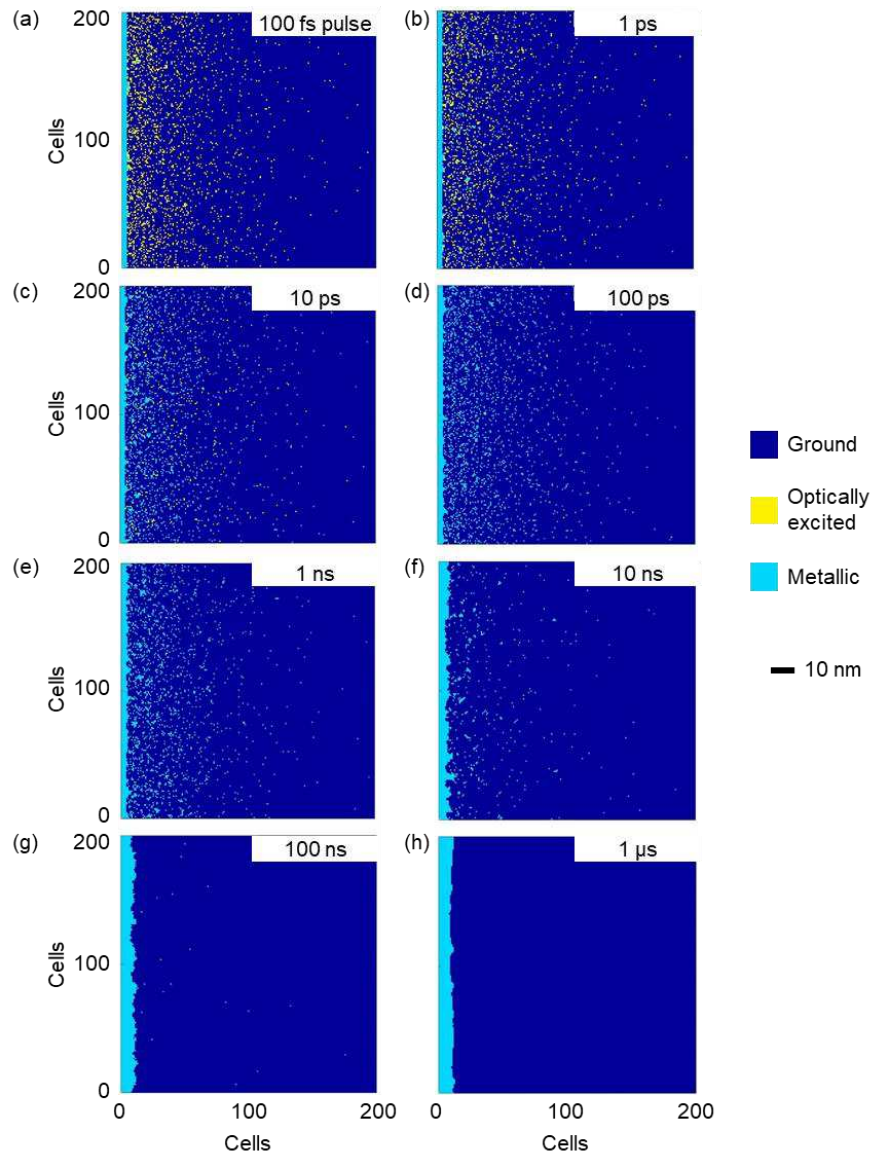 (a)
100 fs pulse
200
100
0
Cells
(b)
1 ps
(c)
10 ps
200
100
0
Cells
(d)
100 ps
(e)
1 ns
200
100
0
Cells
(f)
10 ns
(g)
100 ns
200
100
0
Cells
0 100 200
Cells
(h)
1 µs
0 100 200
Cells
Ground
Optically
excited
Metallic
10 nm